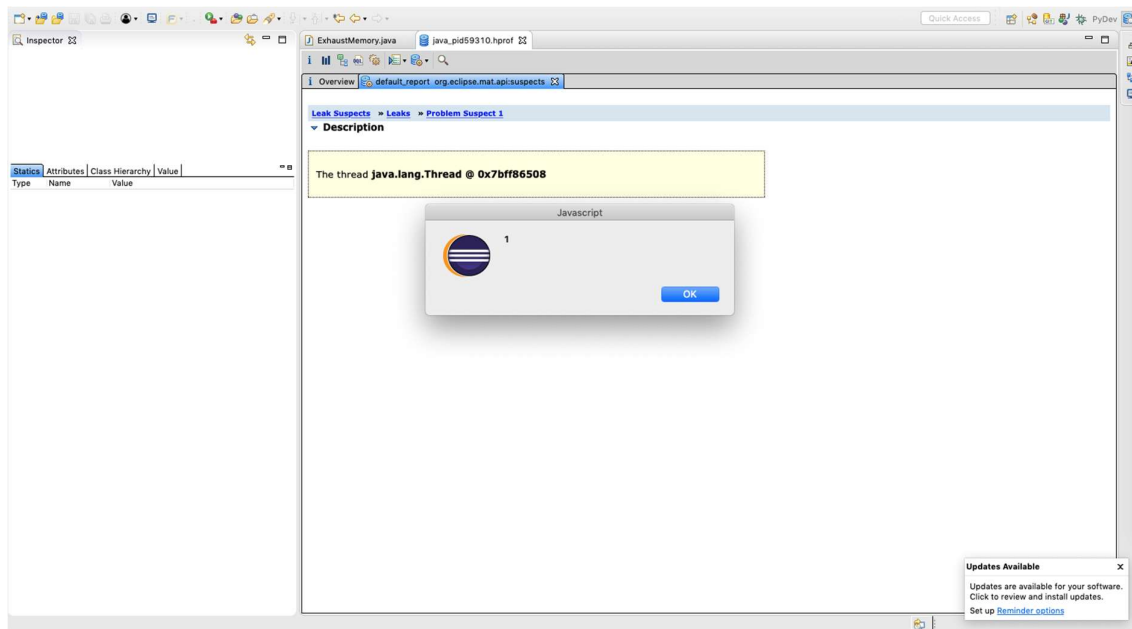 Quick Access
PyDev
Inspector
ExhaustMemory.java
java_pid59310.hprof
i Overview
default_report org.eclipse.mat.api:suspects
Leak Suspects » Leaks » Problem Suspect 1
Description
The thread java.lang.Thread @ 0x7bff86508
Statics Attributes Class Hierarchy Value
Type Name Value
Javascript
1
OK
Updates Available x
Updates are available for your software.
Click to review and install updates.
Set up Reminder options